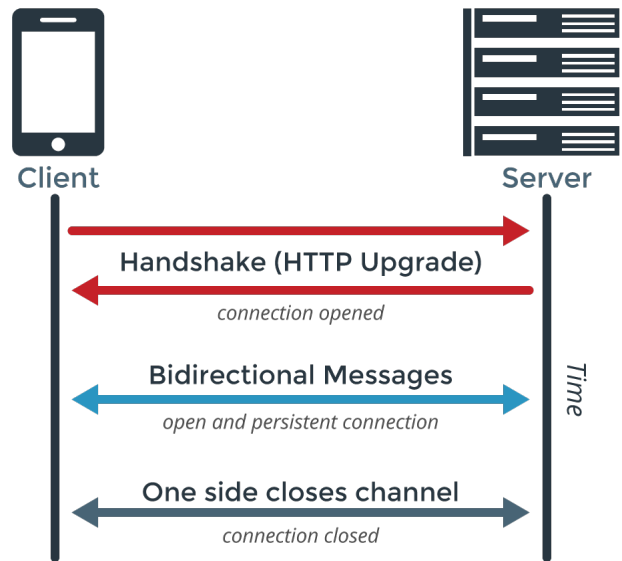 Client
Server
Handshake (HTTP Upgrade)
connection opened
Bidirectional Messages
open and persistent connection
Time
One side closes channel
connection closed